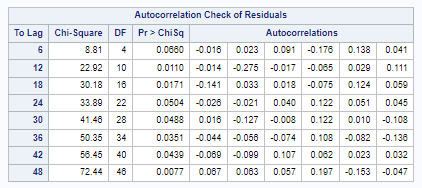 Autocorrelation Check of Residuals
To Lag Chi-Square DF Pr > ChiSq Autocorrelations
6 8.81 4 0.0660 -0.016 0.023 0.091 -0.176 0.138 0.041
12 22.92 10 0.0110 -0.014 -0.275 -0.017 -0.065 0.029 0.111
18 30.18 16 0.0171 -0.141 0.033 0.018 -0.075 0.124 0.059
24 33.89 22 0.0504 -0.026 -0.021 0.040 0.122 0.051 0.045
30 41.46 28 0.0488 0.016 -0.127 -0.008 0.122 0.010 -0.108
36 50.35 34 0.0351 -0.044 -0.056 -0.074 0.108 -0.082 -0.136
42 56.45 40 0.0439 -0.069 -0.099 0.107 0.062 0.023 0.032
48 72.44 46 0.0077 0.067 0.063 0.057 0.197 -0.153 -0.047